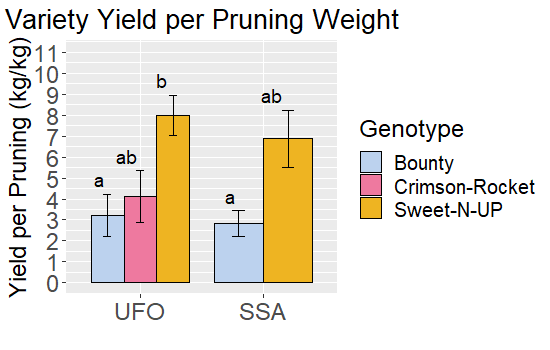 Variety Yield per Pruning Weight
Yield per Pruning (kg/kg)
11
10
9
8
7
6
5
4
3
2
1
0
a
ab
b
a
ab
UFO
SSA
Genotype
Bounty
Crimson-Rocket
Sweet-N-UP